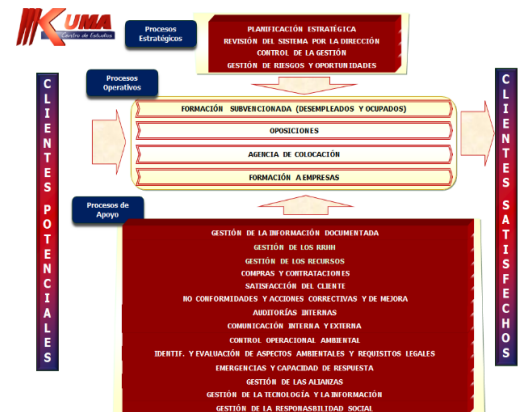 KUMA
Centro de Estudios
Procesos
Estratégicos
PLANIFICACIÓN ESTRATÉGICA
REVISIÓN DEL SISTEMA POR LA DIRECCIÓN
CONTROL DE LA GESTIÓN
GESTIÓN DE RIESGOS Y OPORTUNIDADES
CLIENTES POTENCIALES
Procesos
Operativos
FORMACIÓN SUBVENCIONADA (DESEMPLEADOS Y OCUPADOS)
OPOSICIONES
AGENCIA DE COLOCACIÓN
FORMACIÓN A EMPRESAS
CLIENTES SATISFECHOS
Procesos de
Apoyo
GESTIÓN DE LA INFORMACIÓN DOCUMENTADA
GESTIÓN DE LOS RRHH
GESTIÓN DE LOS RECURSOS
COMPRAS Y CONTRATACIONES
SATISFACCIÓN DEL CLIENTE
NO CONFORMIDADES Y ACCIONES CORRECTIVAS Y DE MEJORA
AUDITORÍAS INTERNAS
COMUNICACIÓN INTERNA Y EXTERNA
CONTROL OPERACIONAL AMBIENTAL
IDENTIF. Y EVALUACIÓN DE ASPECTOS AMBIENTALES Y REQUISITOS LEGALES
EMERGENCIAS Y CAPACIDAD DE RESPUESTA
GESTIÓN DE LAS ALIANZAS
GESTIÓN DE LA TECNOLOGÍA Y LA INFORMACIÓN
GESTIÓN DE LA RESPONSABILIDAD SOCIAL